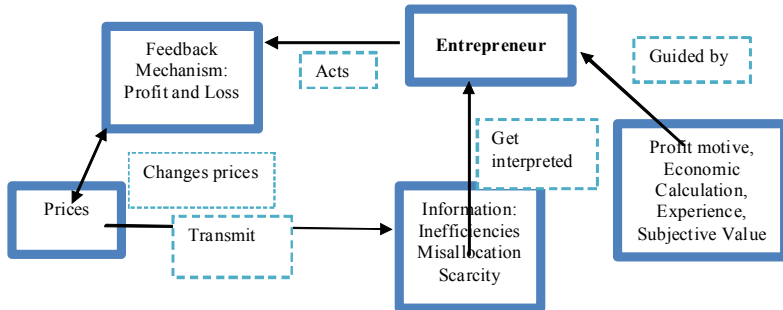 Feedback
Mechanism:
Profit and Loss
Acts
Entrepreneur
Guided by
Changes prices
Prices
Transmit
Get
interpreted
Information:
Inefficiencies
Misallocation
Scarcity
Profit motive,
Economic
Calculation,
Experience,
Subjective Value